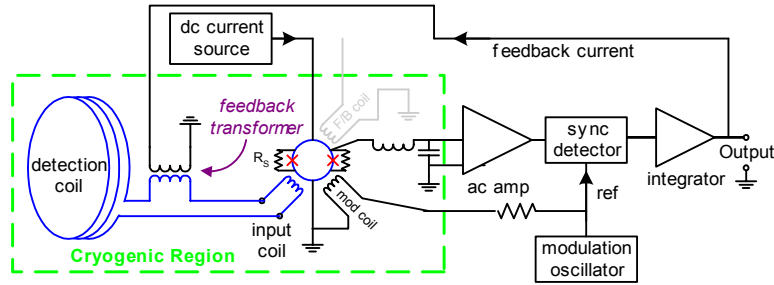 dc current
source
feedback current
feedback
transformer
F/B coil
detection
coil
R_S
sync
detector
Output
integrator
ac amp
ref
mod coil
input
coil
Cryogenic Region
modulation
oscillator